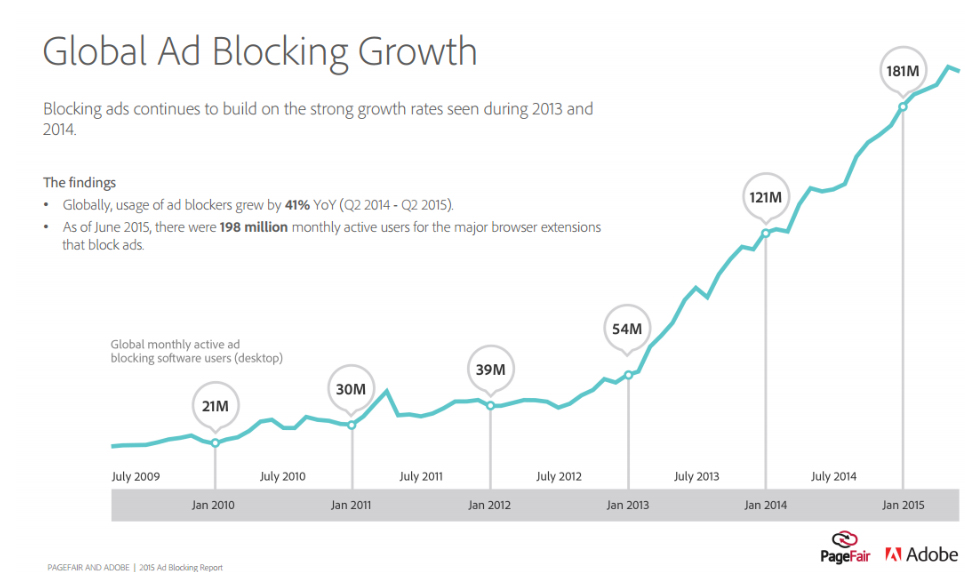 Global Ad Blocking Growth
Blocking ads continues to build on the strong growth rates seen during 2013 and
2014.
The findings
• Globally, usage of ad blockers grew by 41% YoY (Q2 2014 - Q2 2015).
• As of June 2015, there were 198 million monthly active users for the major browser extensions
that block ads.
Global monthly active ad
blocking software users (desktop)
21M
30M
39M
54M
121M
181M
July 2009
July 2010
July 2011
July 2012
July 2013
July 2014
Jan 2010
Jan 2011
Jan 2012
Jan 2013
Jan 2014
Jan 2015
PageFair
Adobe
PAGEFAIR AND ADOBE | 2015 Ad Blocking Report